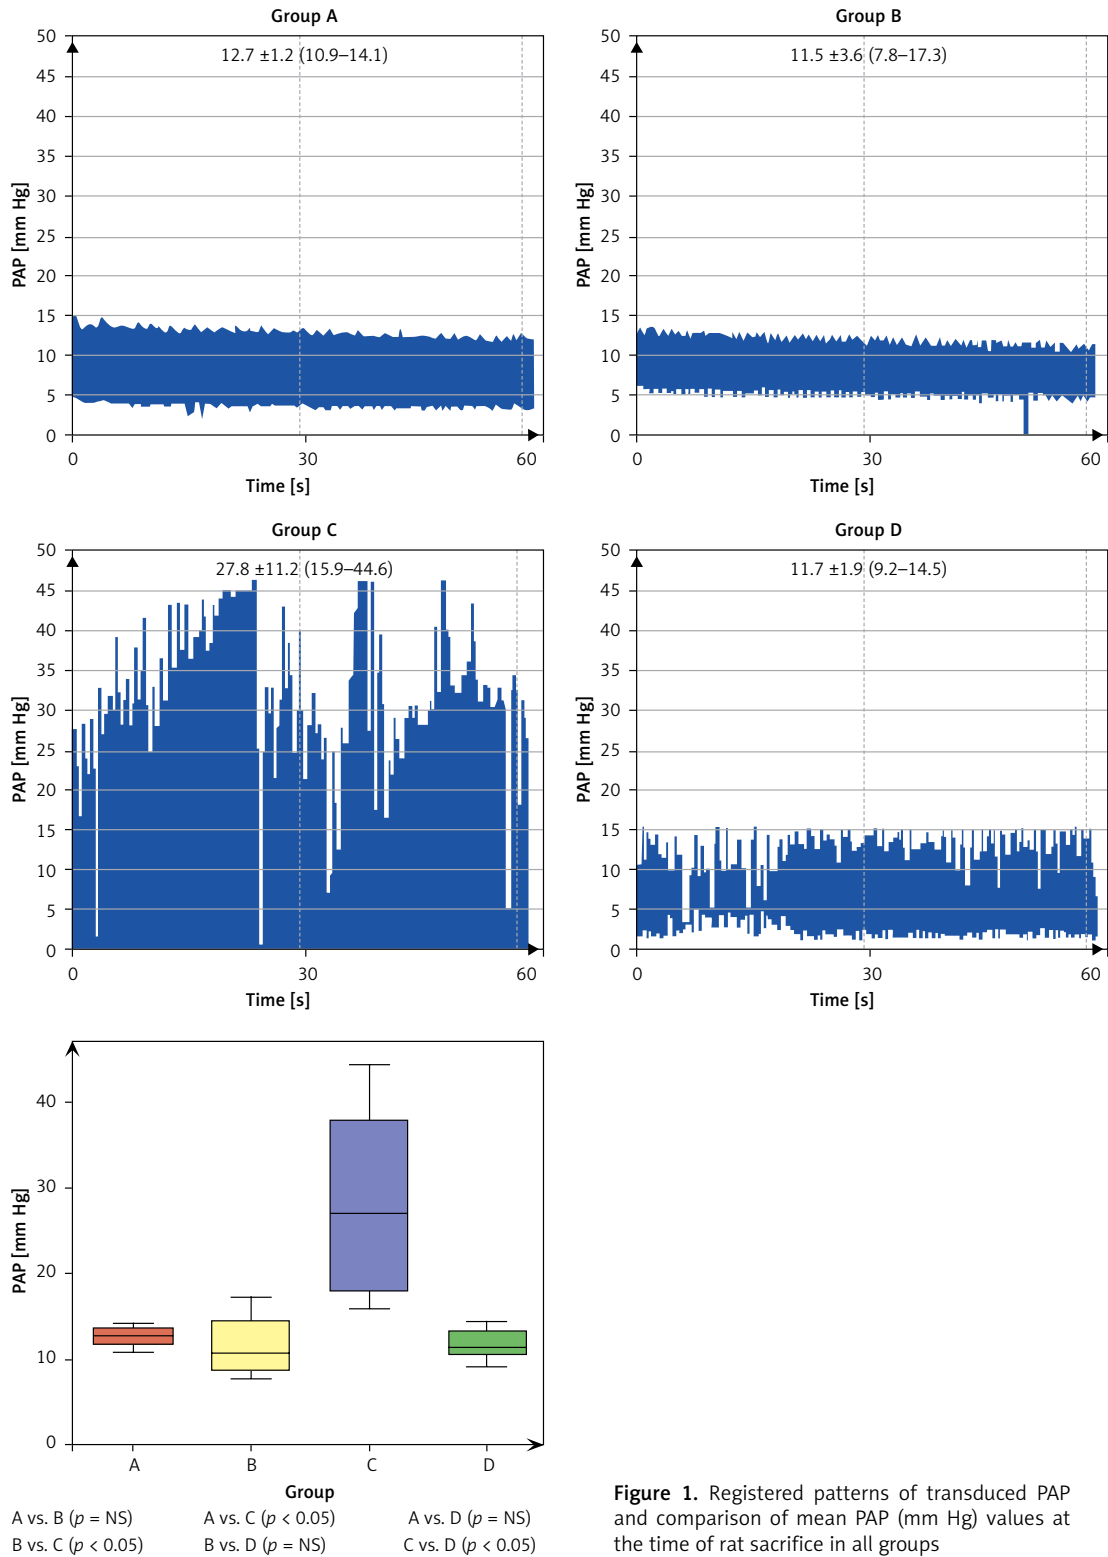 Group A
50
12.7 ±1.2 (10.9–14.1)
45
40
35
30
25
20
15
10
5
0
PAP [mm Hg]
0 30 60
Time [s]
Group B
50
11.5 ±3.6 (7.8–17.3)
45
40
35
30
25
20
15
10
5
0
PAP [mm Hg]
0 30 60
Time [s]
Group C
50
27.8 ±11.2 (15.9–44.6)
45
40
35
30
25
20
15
10
5
0
PAP [mm Hg]
0 30 60
Time [s]
Group D
50
11.7 ±1.9 (9.2–14.5)
45
40
35
30
25
20
15
10
5
0
PAP [mm Hg]
0 30 60
Time [s]
40
30
20
10
0
PAP [mm Hg]
A B C D
Group
A vs. B (p = NS) A vs. C (p < 0.05) A vs. D (p = NS)
B vs. C (p < 0.05) B vs. D (p = NS) C vs. D (p < 0.05)
Figure 1. Registered patterns of transduced PAP
and comparison of mean PAP (mm Hg) values at
the time of rat sacrifice in all groups